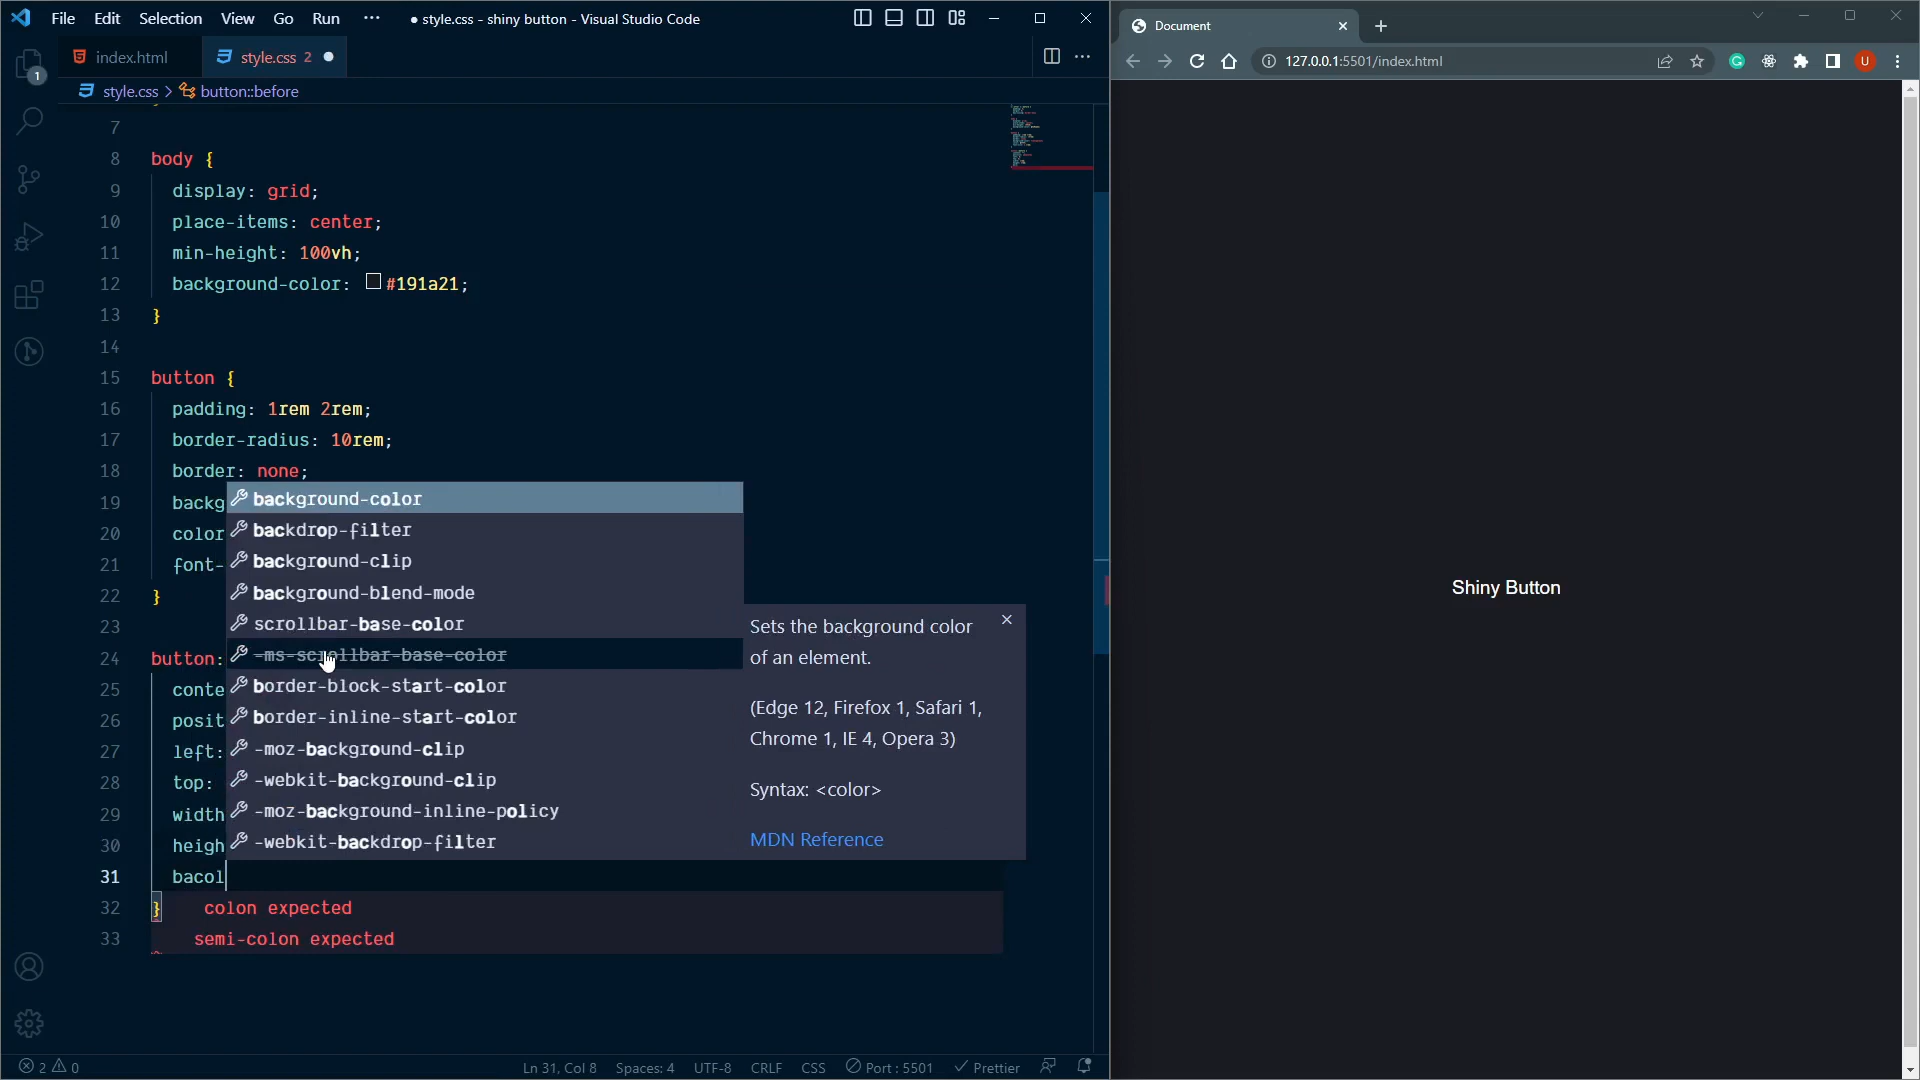 File Edit Selection View Go Run ··· ● style.css - shiny button - Visual Studio Code
index.html style.css 2 ●
style.css > button::before
7
8 body {
9 display: grid;
10 place-items: center;
11 min-height: 100vh;
12 background-color: #191a21;
13 }
14
15 button {
16 padding: 1rem 2rem;
17 border-radius: 10rem;
18 border: none;
19 backg
20 color
21 font-
22 }
23
24 button:
25 conte
26 posit
27 left:
28 top:
29 width
30 heigh
31 bacol
32 } colon expected
33 semi-colon expected
background-color
backdrop-filter
background-clip
background-blend-mode
scrollbar-base-color
-ms-scrollbar-base-color
border-block-start-color
border-inline-start-color
-moz-background-clip
-webkit-background-clip
-moz-background-inline-policy
-webkit-backdrop-filter
Sets the background color
of an element.
(Edge 12, Firefox 1, Safari 1,
Chrome 1, IE 4, Opera 3)
Syntax: <color>
MDN Reference
1
2 0 Ln 31, Col 8 Spaces: 4 UTF-8 CRLF CSS Port : 5501 Prettier
Document
127.0.0.1:5501/index.html
G U
Shiny Button